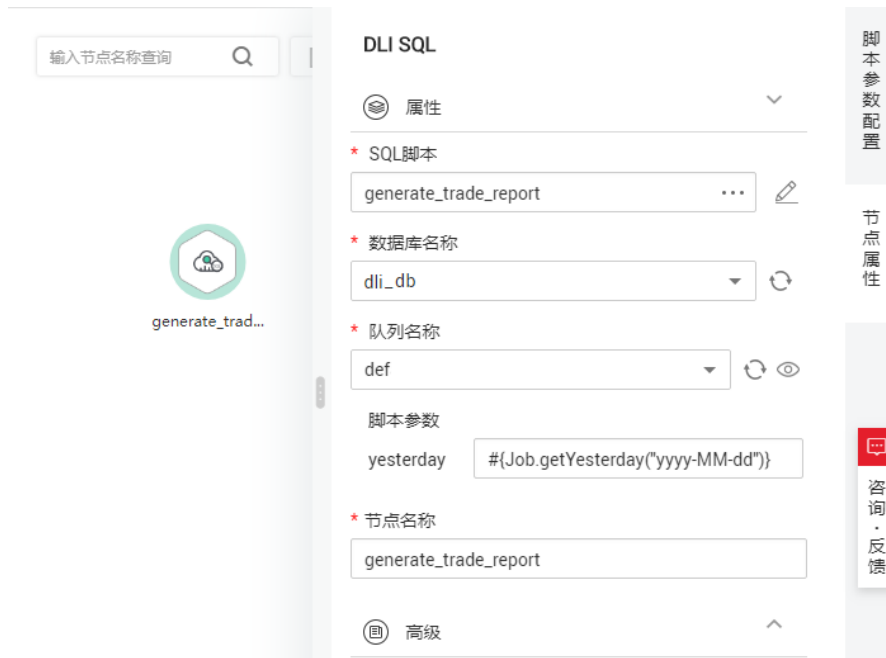 输入节点名称查询
generate_trad...
DLI SQL
属性
* SQL脚本
generate_trade_report
...
* 数据库名称
dli_db
* 队列名称
def
脚本参数
yesterday
#{Job.getYesterday("yyyy-MM-dd")}
* 节点名称
generate_trade_report
高级
脚本参数配置
节点属性
咨询·反馈